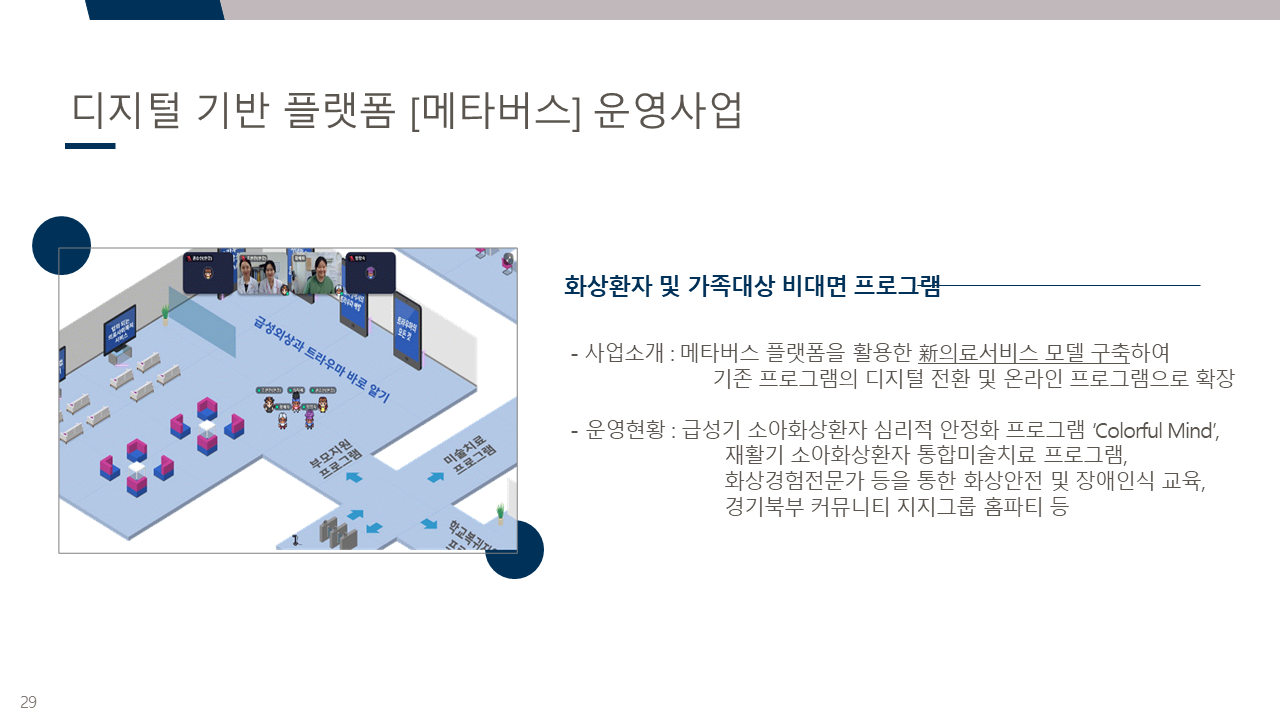 디지털 기반 플랫폼 [메타버스] 운영사업
급성외상과 트라우마 바로 알기
부모지원
프로그램
미술치료
프로그램
트라우마의
모든 것
화상환자 및 가족대상 비대면 프로그램
- 사업소개 : 메타버스 플랫폼을 활용한 新의료서비스 모델 구축하여
기존 프로그램의 디지털 전환 및 온라인 프로그램으로 확장
- 운영현황 : 급성기 소아화상환자 심리적 안정화 프로그램 ‘Colorful Mind’,
재활기 소아화상환자 통합미술치료 프로그램,
화상경험전문가 등을 통한 화상안전 및 장애인식 교육,
경기북부 커뮤니티 지지그룹 홈파티 등
29